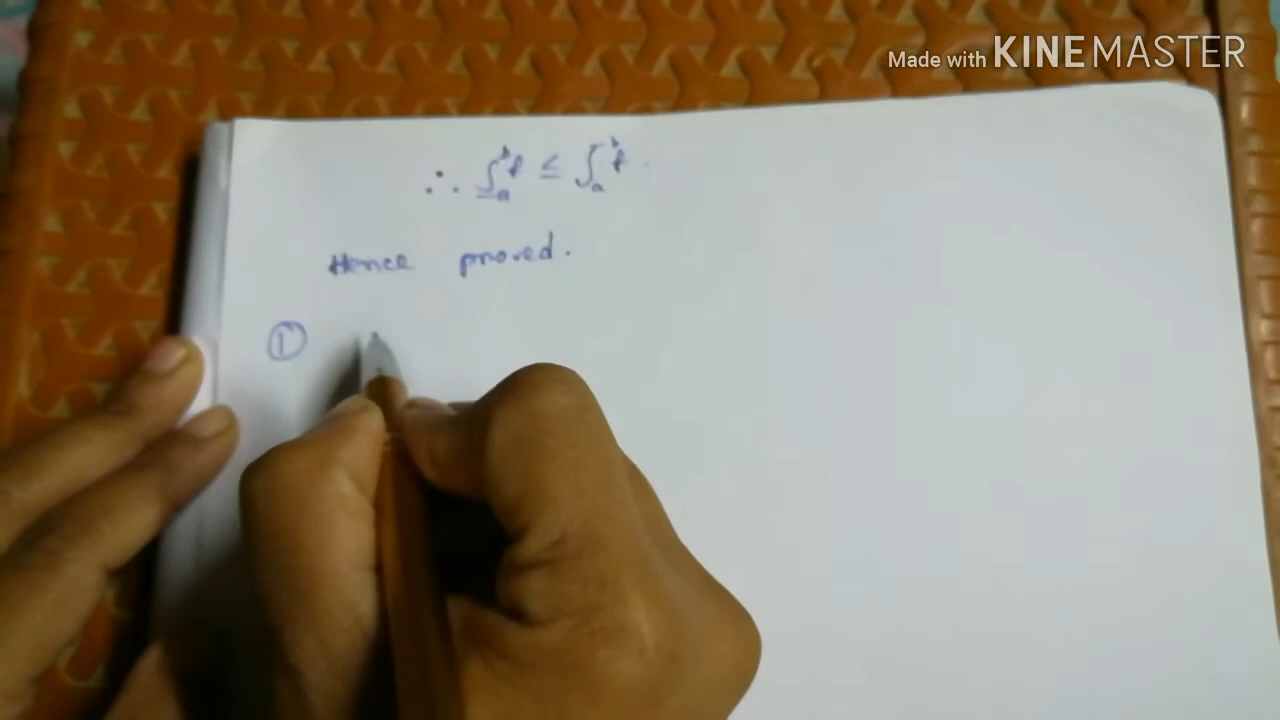 Made with KINEMASTER
∴ ∫̲ₐᵇ f ≤ ∫̅ₐᵇ f.
Hence proved.
①